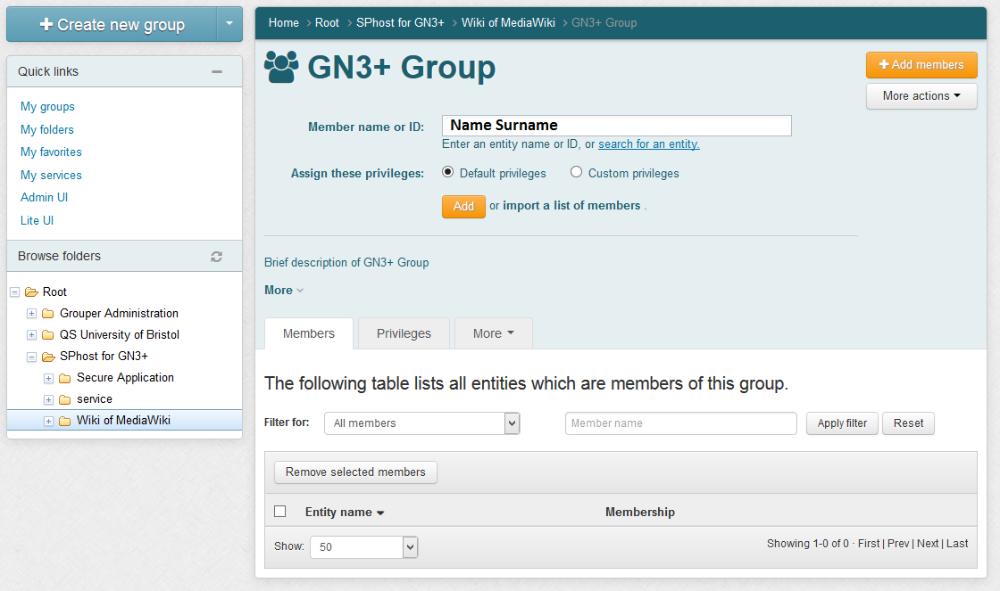 Create new group
Quick links
My groups
My folders
My favorites
My services
Admin UI
Lite UI
Browse folders
Root
Grouper Administration
QS University of Bristol
SPhost for GN3+
Secure Application
service
Wiki of MediaWiki
Home › Root › SPhost for GN3+ › Wiki of MediaWiki › GN3+ Group
GN3+ Group
Add members
More actions
Member name or ID: Name Surname
Enter an entity name or ID, or search for an entity.
Assign these privileges: Default privileges Custom privileges
Add or import a list of members .
Brief description of GN3+ Group
More
Members Privileges More
The following table lists all entities which are members of this group.
Filter for: All members Member name Apply filter Reset
Remove selected members
Entity name Membership
Show: 50 Showing 1-0 of 0 · First | Prev | Next | Last